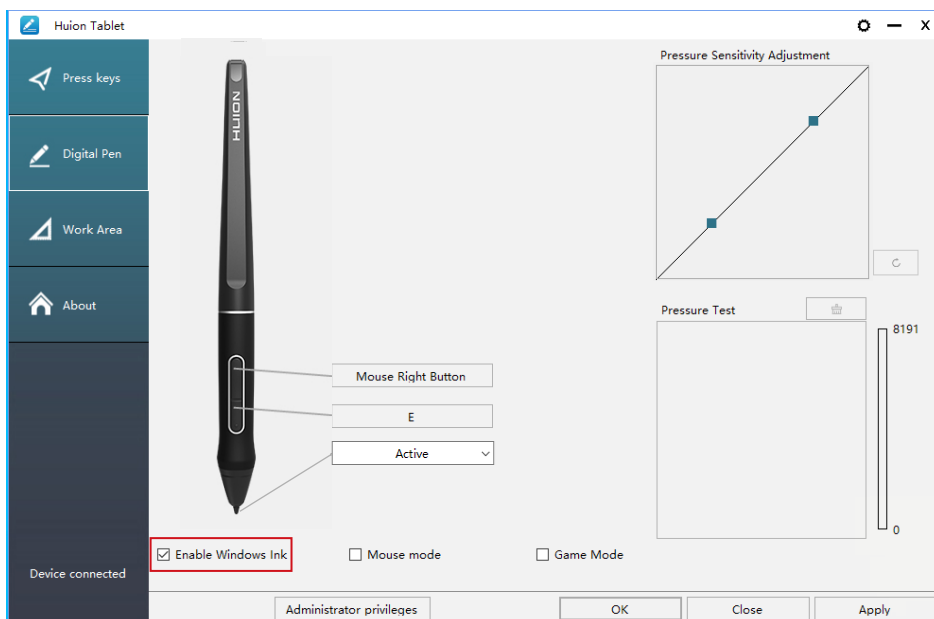 Huion Tablet
X
Press keys
Digital Pen
Work Area
About
Device connected
HUION
Mouse Right Button
E
Active
Enable Windows Ink
Mouse mode
Game Mode
Pressure Sensitivity Adjustment
Pressure Test
8191
0
Administrator privileges
OK
Close
Apply